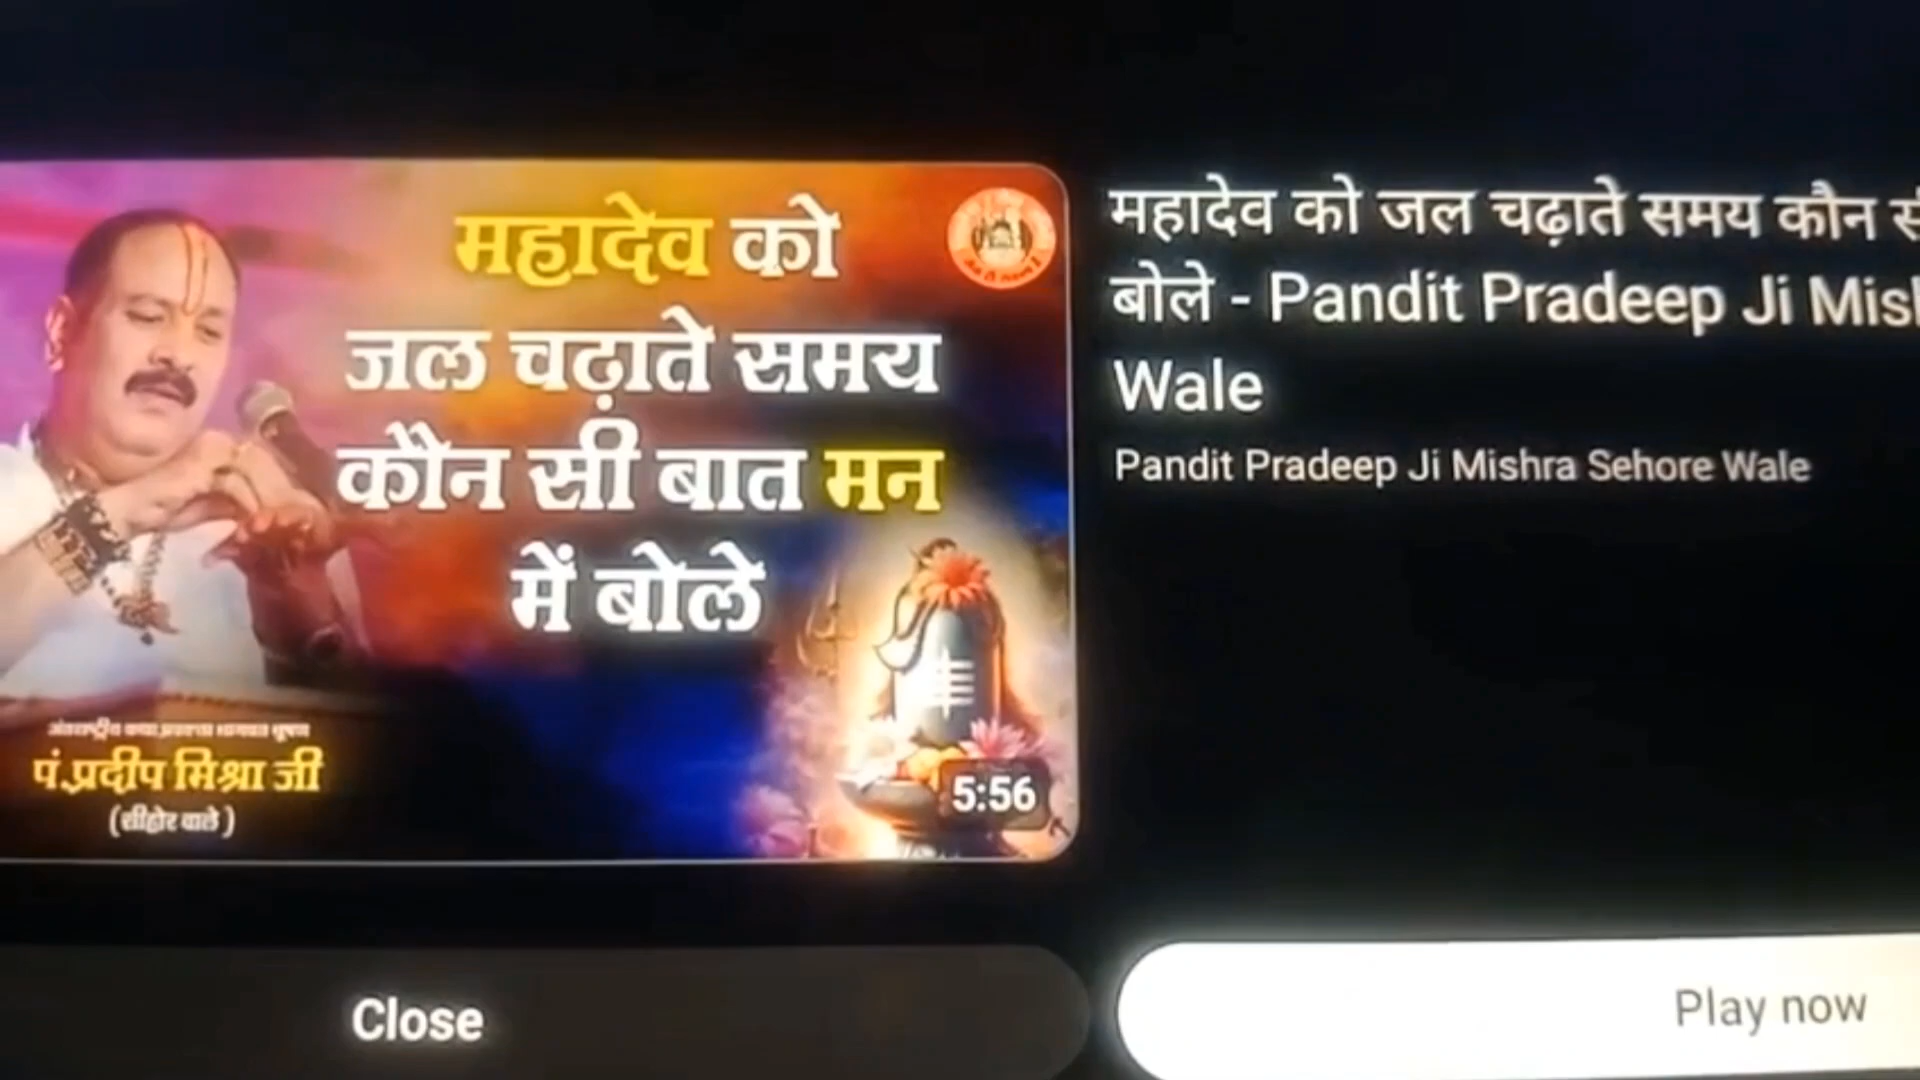 महादेव को
जल चढ़ाते समय
कौन सी बात मन
में बोले
पं.प्रदीप मिश्रा जी
(सीहोर वाले)
5:56
महादेव को जल चढ़ाते समय कौन
बोले - Pandit Pradeep Ji
Wale
Pandit Pradeep Ji Mishra Sehore Wale
Close
Play now